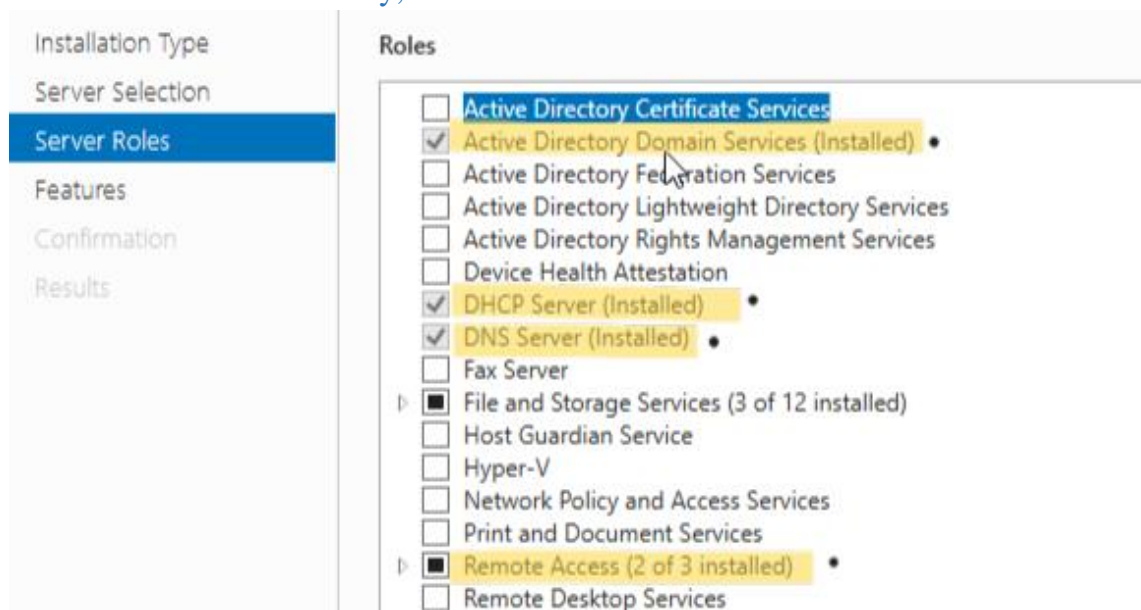 Installation Type
Server Selection
Server Roles
Features
Confirmation
Results
Roles
Active Directory Certificate Services
Active Directory Domain Services (Installed)
Active Directory Federation Services
Active Directory Lightweight Directory Services
Active Directory Rights Management Services
Device Health Attestation
DHCP Server (Installed)
DNS Server (Installed)
Fax Server
File and Storage Services (3 of 12 installed)
Host Guardian Service
Hyper-V
Network Policy and Access Services
Print and Document Services
Remote Access (2 of 3 installed)
Remote Desktop Services